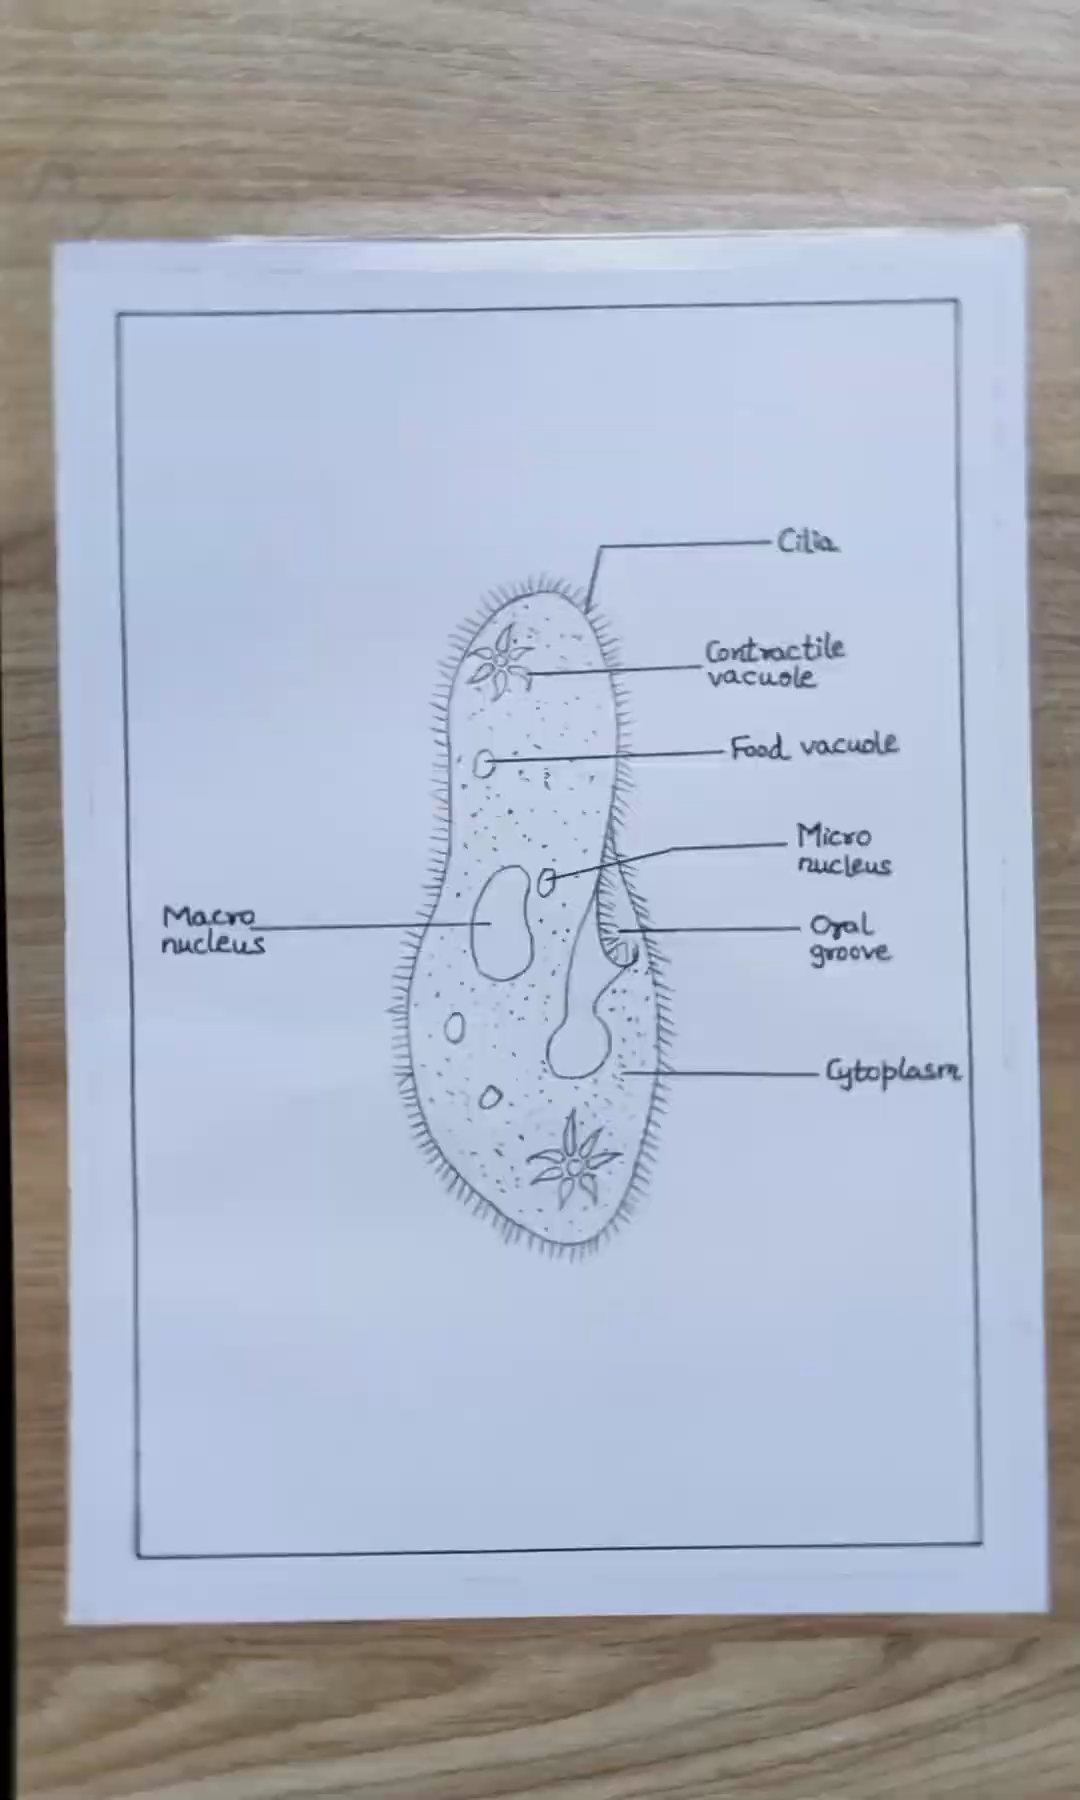 Cilia
Contractile
vacuole
Food vacuole
Micro
nucleus
Macro
nucleus
Oral
groove
Cytoplasm